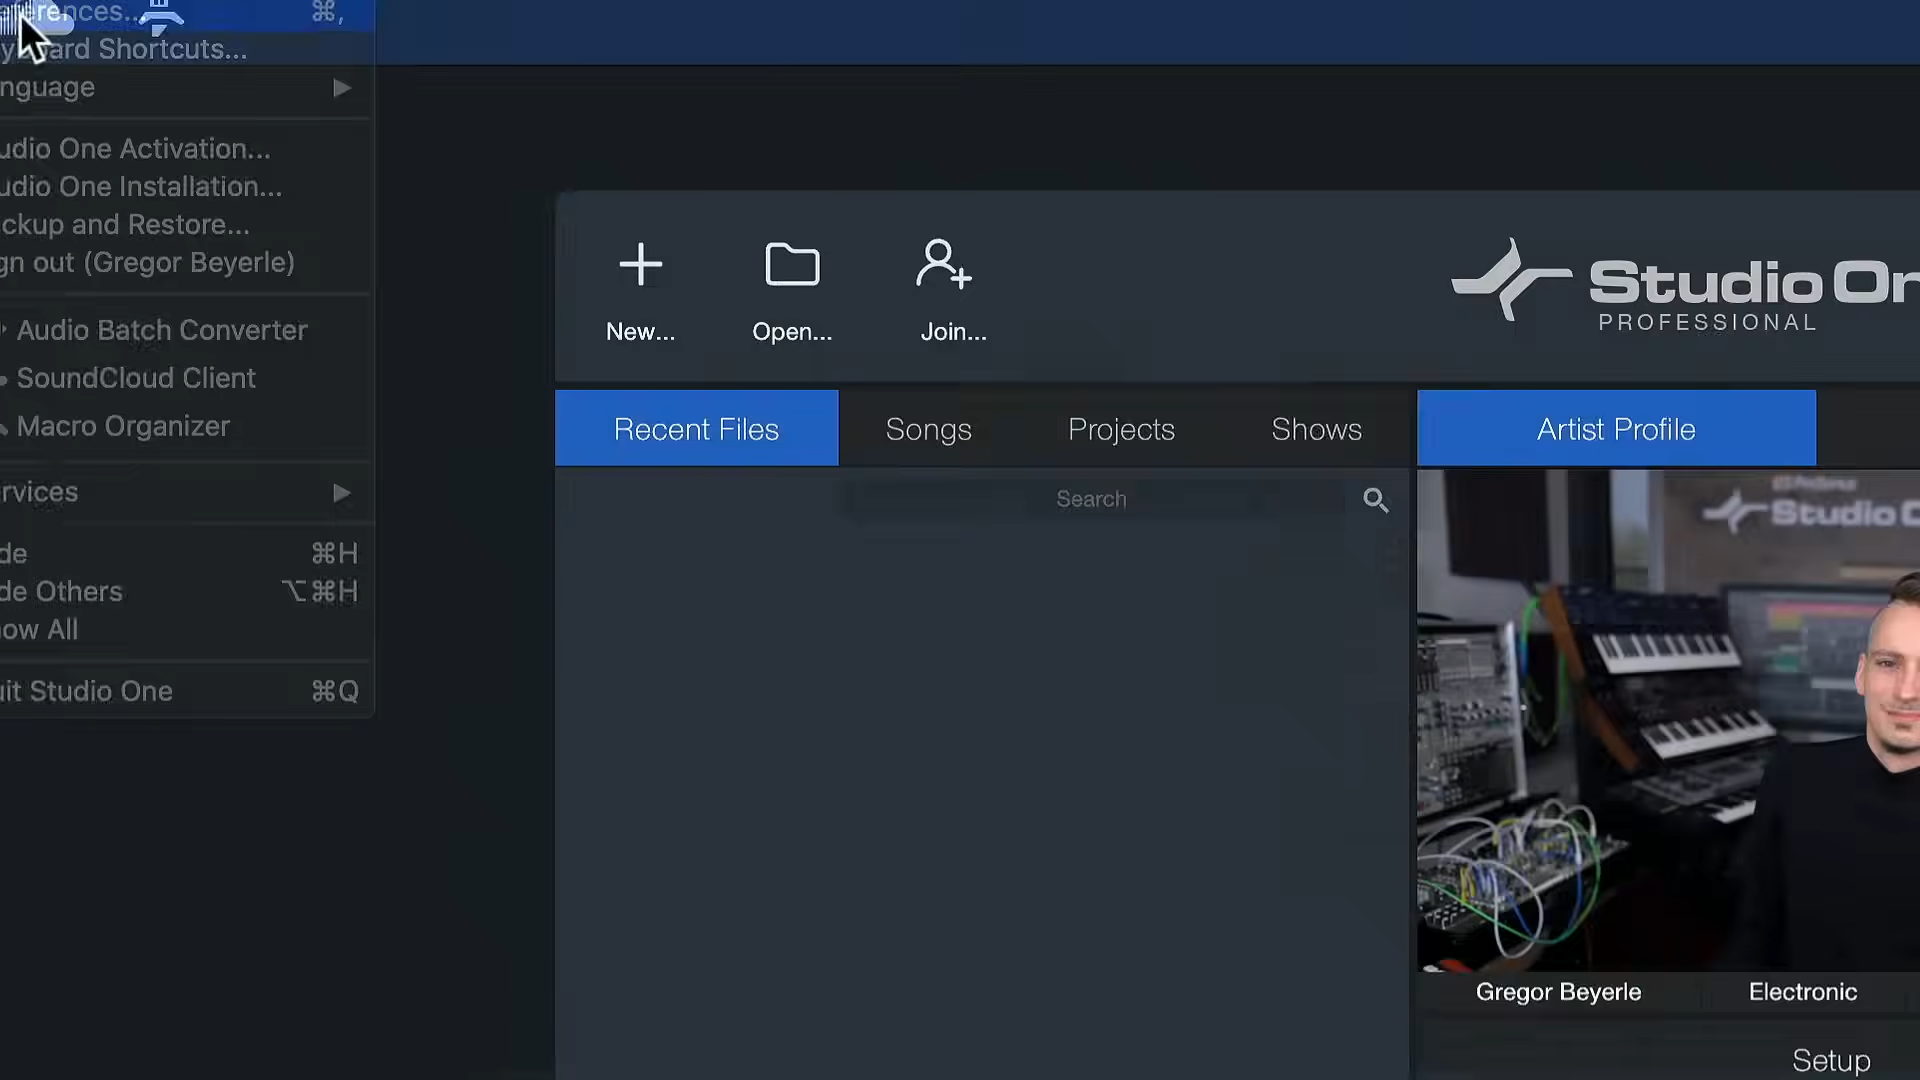 erences... ⌘,
yboard Shortcuts...
nguage
udio One Activation...
udio One Installation...
ckup and Restore...
gn out (Gregor Beyerle)
Audio Batch Converter
SoundCloud Client
Macro Organizer
rvices
de ⌘H
de Others ⌥⌘H
ow All
uit Studio One ⌘Q
New... Open... Join...
Studio On
PROFESSIONAL
Recent Files Songs Projects Shows Artist Profile
Search
Studio O
Gregor Beyerle Electronic
Setup